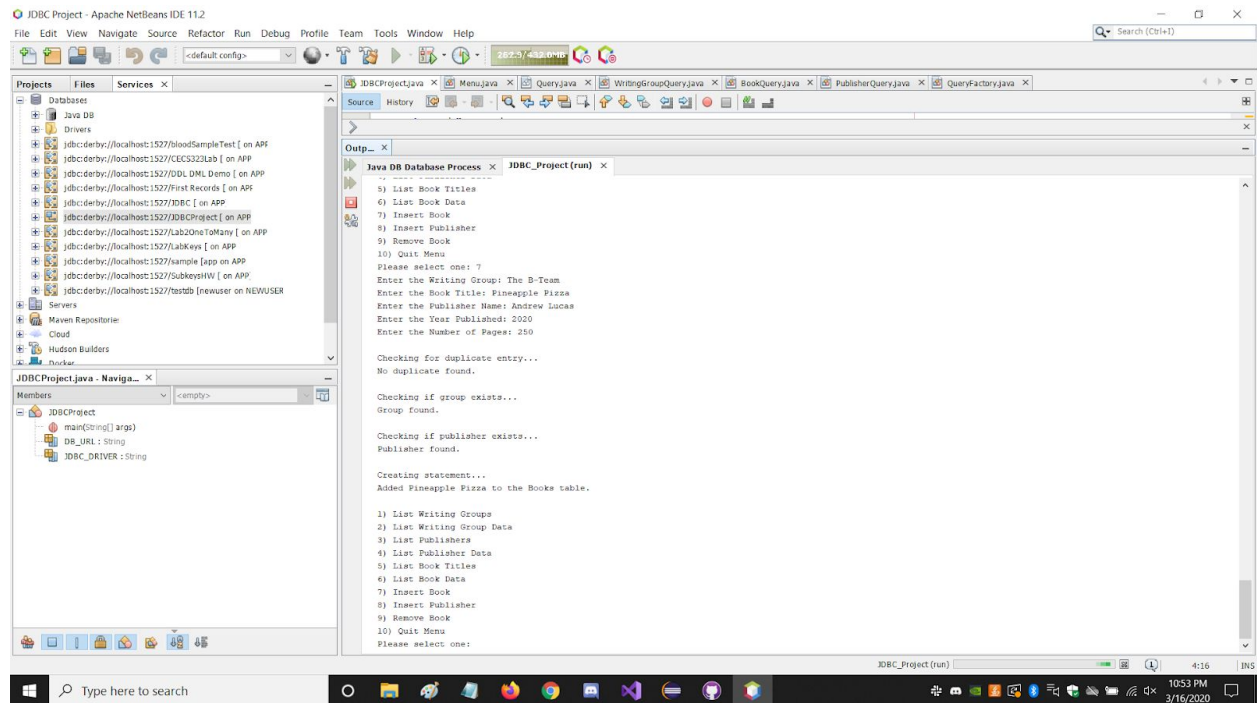 JDBC Project - Apache NetBeans IDE 11.2
File Edit View Navigate Source Refactor Run Debug Profile Team Tools Window Help
Search (Ctrl+I)
<default config>
262.9/432.0MB
Projects Files Services
JDBCProject.java Menu.java Query.java WritingGroupQuery.java BookQuery.java PublisherQuery.java QueryFactory.java
Source History
Databases
Java DB
Drivers
jdbc:derby://localhost:1527/bloodSampleTest [ on APP
jdbc:derby://localhost:1527/CECS323Lab [ on APP
jdbc:derby://localhost:1527/DDL DML Demo [ on APP
jdbc:derby://localhost:1527/First Records [ on APP
jdbc:derby://localhost:1527/JDBC [ on APP
jdbc:derby://localhost:1527/JDBCProject [ on APP
jdbc:derby://localhost:1527/Lab2OneToMany [ on APP
jdbc:derby://localhost:1527/LabKeys [ on APP
jdbc:derby://localhost:1527/sample [app on APP
jdbc:derby://localhost:1527/SubkeysHW [ on APP
jdbc:derby://localhost:1527/testdb [newuser on NEWUSER
Servers
Maven Repositories
Cloud
Hudson Builders
Docker
JDBCProject.java - Naviga...
Members <empty>
JDBCProject
main(String[] args)
DB_URL : String
JDBC_DRIVER : String
Outp...
Java DB Database Process JDBC_Project (run)
5) List Book Titles
6) List Book Data
7) Insert Book
8) Insert Publisher
9) Remove Book
10) Quit Menu
Please select one: 7
Enter the Writing Group: The B-Team
Enter the Book Title: Pineapple Pizza
Enter the Publisher Name: Andrew Lucas
Enter the Year Published: 2020
Enter the Number of Pages: 250
Checking for duplicate entry...
No duplicate found.
Checking if group exists...
Group found.
Checking if publisher exists...
Publisher found.
Creating statement...
Added Pineapple Pizza to the Books table.
1) List Writing Groups
2) List Writing Group Data
3) List Publishers
4) List Publisher Data
5) List Book Titles
6) List Book Data
7) Insert Book
8) Insert Publisher
9) Remove Book
10) Quit Menu
Please select one:
JDBC_Project (run) 1 4:16 INS
Type here to search
10:53 PM
3/16/2020